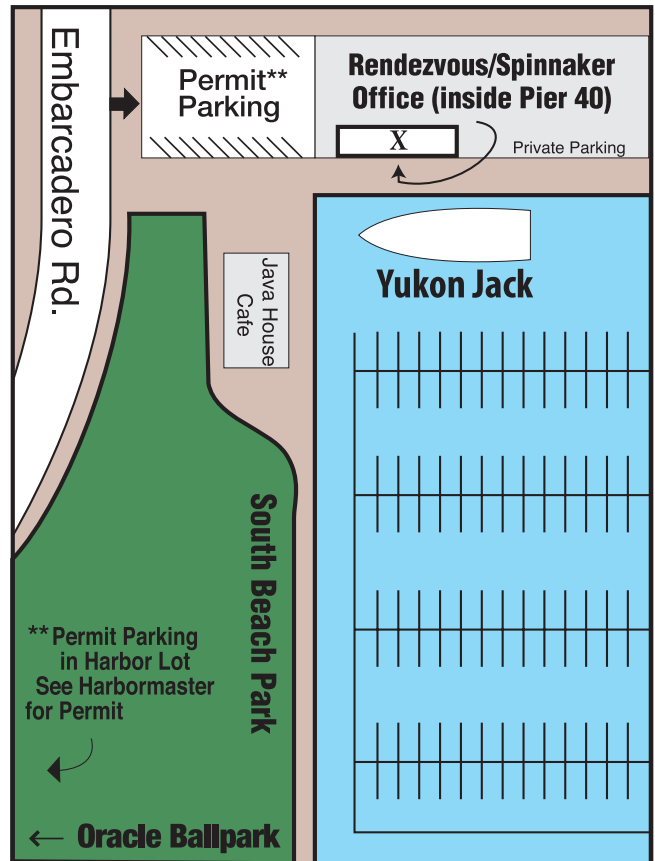 Embarcadero Rd.
Permit**
Parking
Rendezvous/Spinnaker
Office (inside Pier 40)
X
Private Parking
Java House
Cafe
Yukon Jack
South Beach Park
**Permit Parking
in Harbor Lot
See Harbormaster
for Permit
← Oracle Ballpark